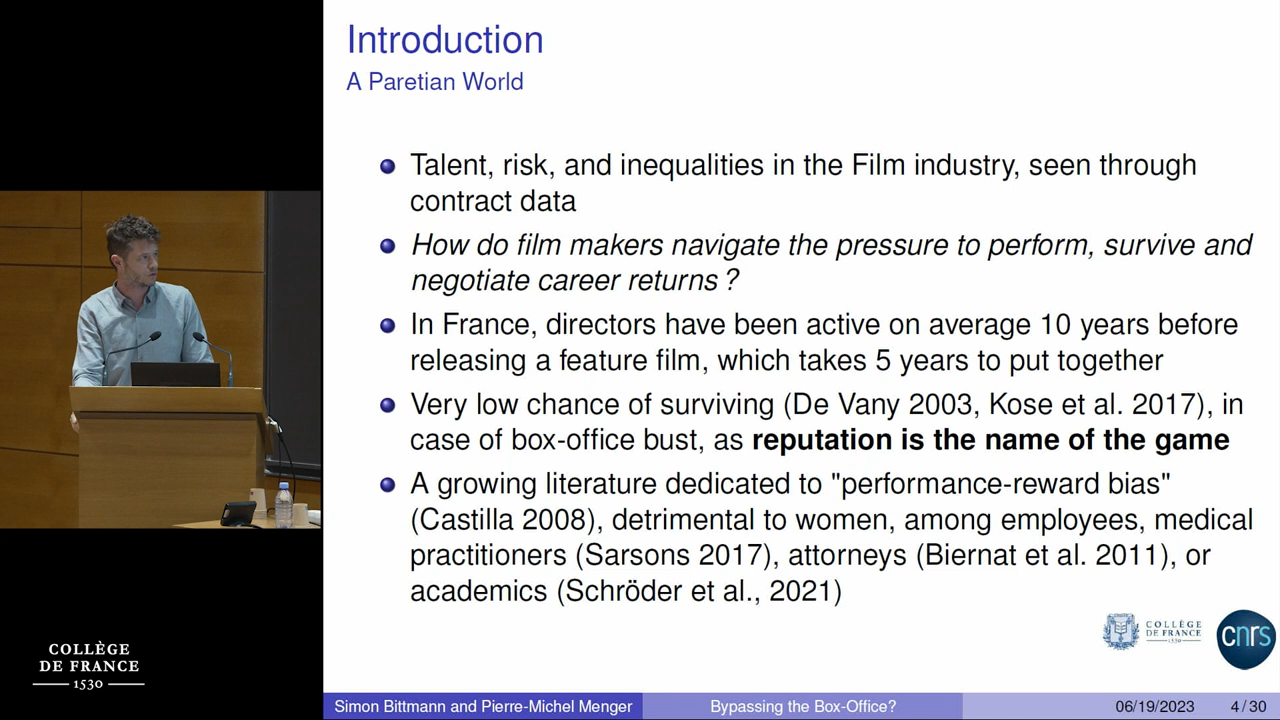 Introduction
A Paretian World
Talent, risk, and inequalities in the Film industry, seen through
contract data
How do film makers navigate the pressure to perform, survive and
negotiate career returns ?
In France, directors have been active on average 10 years before
releasing a feature film, which takes 5 years to put together
Very low chance of surviving (De Vany 2003, Kose et al. 2017), in
case of box-office bust, as reputation is the name of the game
A growing literature dedicated to "performance-reward bias"
(Castilla 2008), detrimental to women, among employees, medical
practitioners (Sarsons 2017), attorneys (Biernat et al. 2011), or
academics (Schröder et al., 2021)
COLLÈGE
DE FRANCE
1530
cnrs
COLLÈGE
DE FRANCE
1530
Simon Bittmann and Pierre-Michel Menger
Bypassing the Box-Office?
06/19/2023
4/30